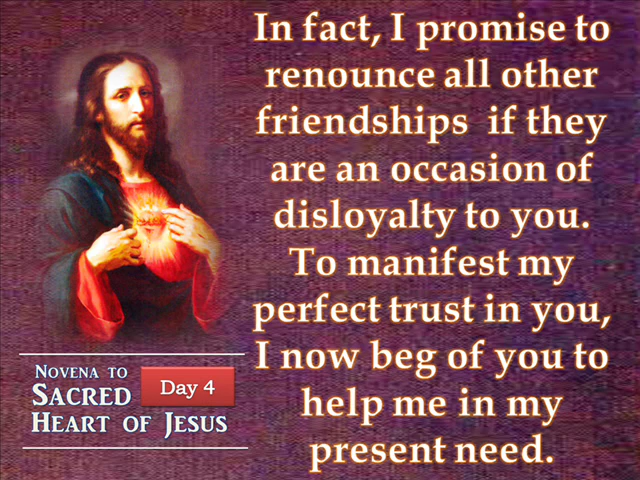 In fact, I promise to
renounce all other
friendships  if they
are an occasion of
disloyalty to you.
To manifest my
perfect trust in you,
I now beg of you to
help me in my
present need.
Novena to
Sacred
Day 4
Heart of Jesus